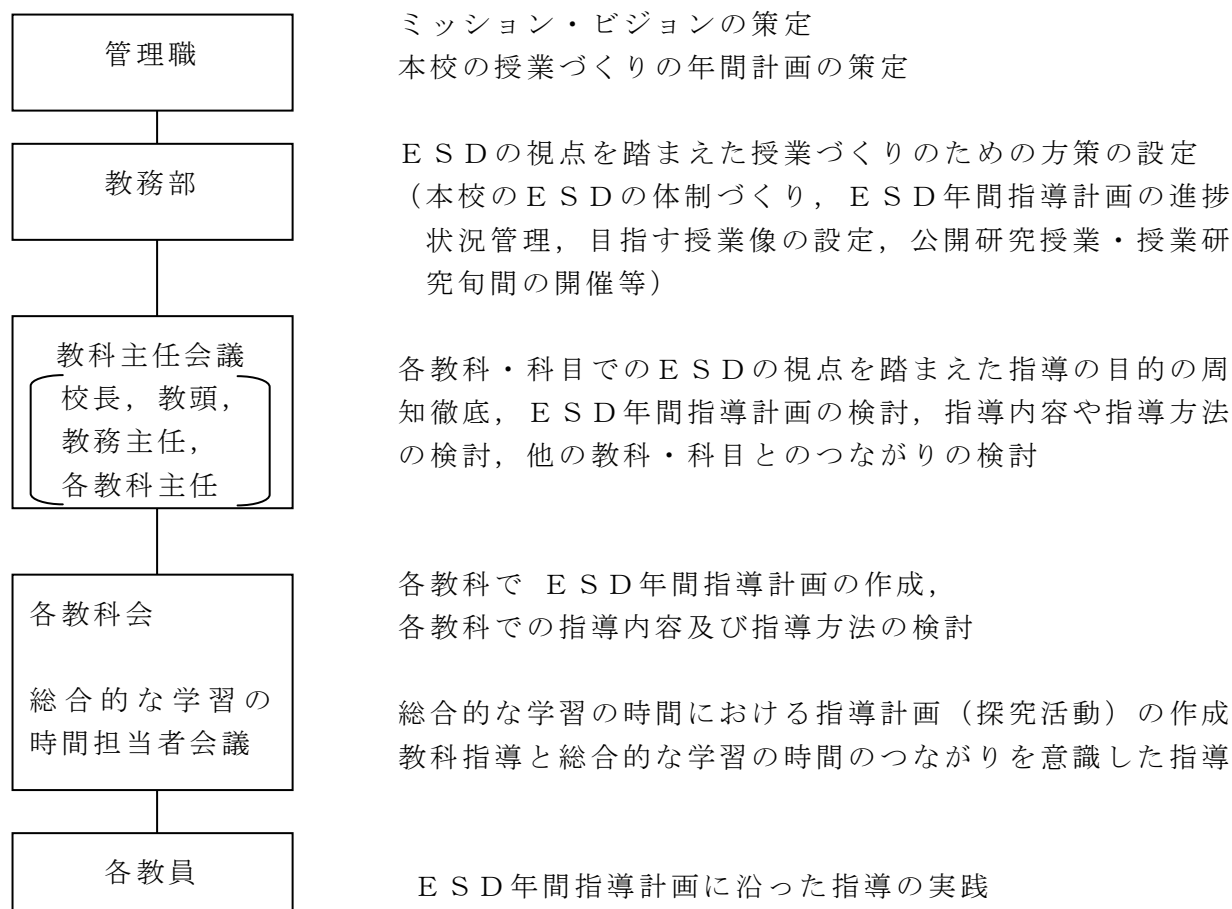 管理職
ミッション・ビジョンの策定
本校の授業づくりの年間計画の策定
教務部
ＥＳＤの視点を踏まえた授業づくりのための方策の設定
（本校のＥＳＤの体制づくり，ＥＳＤ年間指導計画の進捗
状況管理，目指す授業像の設定，公開研究授業・授業研
究旬間の開催等）
教科主任会議
校長，教頭，
教務主任，
各教科主任
各教科・科目でのＥＳＤの視点を踏まえた指導の目的の周
知徹底，ＥＳＤ年間指導計画の検討，指導内容や指導方法
の検討，他の教科・科目とのつながりの検討
各教科会
各教科で ＥＳＤ年間指導計画の作成，
各教科での指導内容及び指導方法の検討
総合的な学習の
時間担当者会議
総合的な学習の時間における指導計画（探究活動）の作成
教科指導と総合的な学習の時間のつながりを意識した指導
各教員
ＥＳＤ年間指導計画に沿った指導の実践